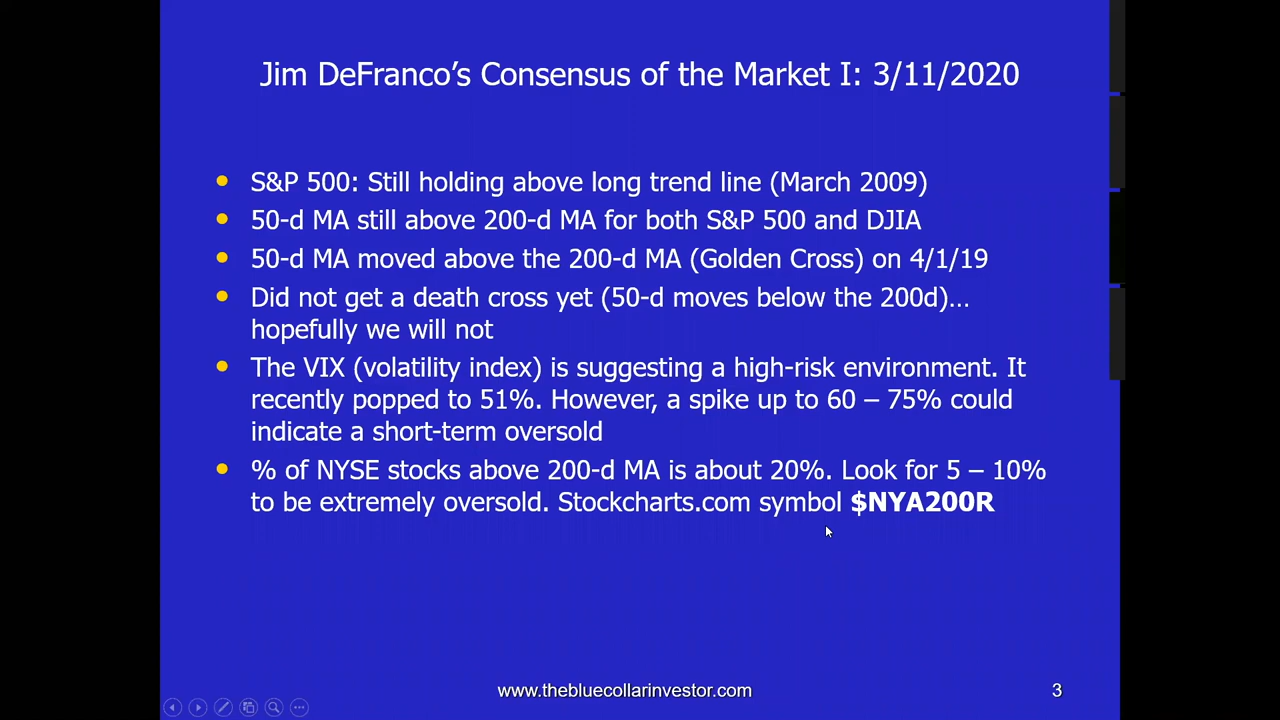 Jim DeFranco’s Consensus of the Market I: 3/11/2020
S&P 500: Still holding above long trend line (March 2009)
50-d MA still above 200-d MA for both S&P 500 and DJIA
50-d MA moved above the 200-d MA (Golden Cross) on 4/1/19
Did not get a death cross yet (50-d moves below the 200d)…
hopefully we will not
The VIX (volatility index) is suggesting a high-risk environment. It
recently popped to 51%. However, a spike up to 60 – 75% could
indicate a short-term oversold
% of NYSE stocks above 200-d MA is about 20%. Look for 5 – 10%
to be extremely oversold. Stockcharts.com symbol $NYA200R
www.thebluecollarinvestor.com
3